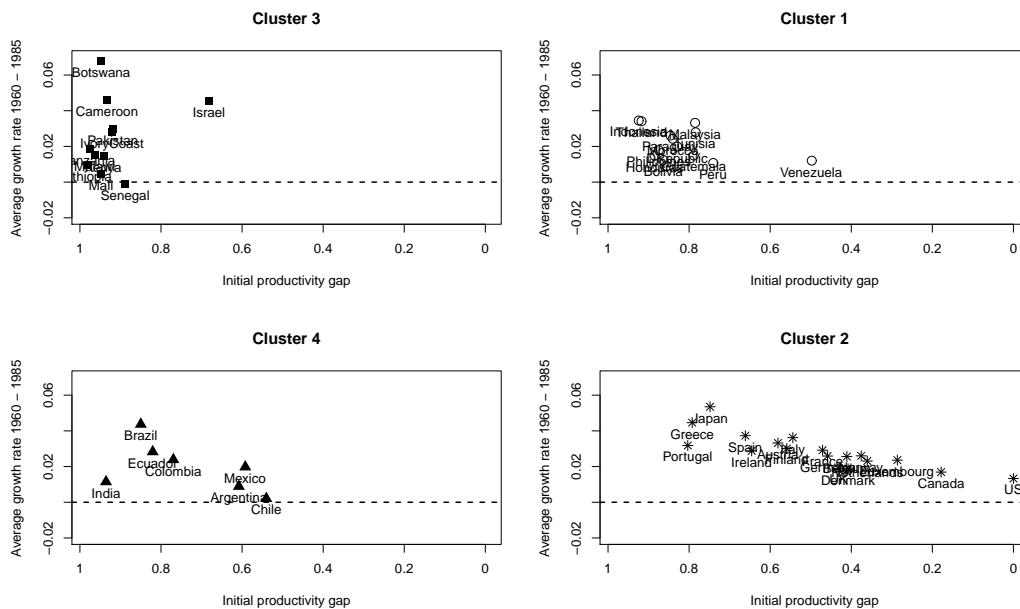 Cluster 3
Average growth rate 1960 − 1985
0.06
0.02
−0.02
Botswana
Cameroon
Israel
Pakistan
IvoryCoast
Mali
Senegal
1
0.8
0.6
0.4
0.2
0
Initial productivity gap
Cluster 1
Average growth rate 1960 − 1985
0.06
0.02
−0.02
Malaysia
Tunisia
Morocco
Bolivia
Peru
Venezuela
1
0.8
0.6
0.4
0.2
0
Initial productivity gap
Cluster 4
Average growth rate 1960 − 1985
0.06
0.02
−0.02
Brazil
Ecuador
Colombia
India
Mexico
Argentina
Chile
1
0.8
0.6
0.4
0.2
0
Initial productivity gap
Cluster 2
Average growth rate 1960 − 1985
0.06
0.02
−0.02
Japan
Greece
Portugal
Spain
Ireland
Austria
Italy
Finland
France
Canada
US
1
0.8
0.6
0.4
0.2
0
Initial productivity gap